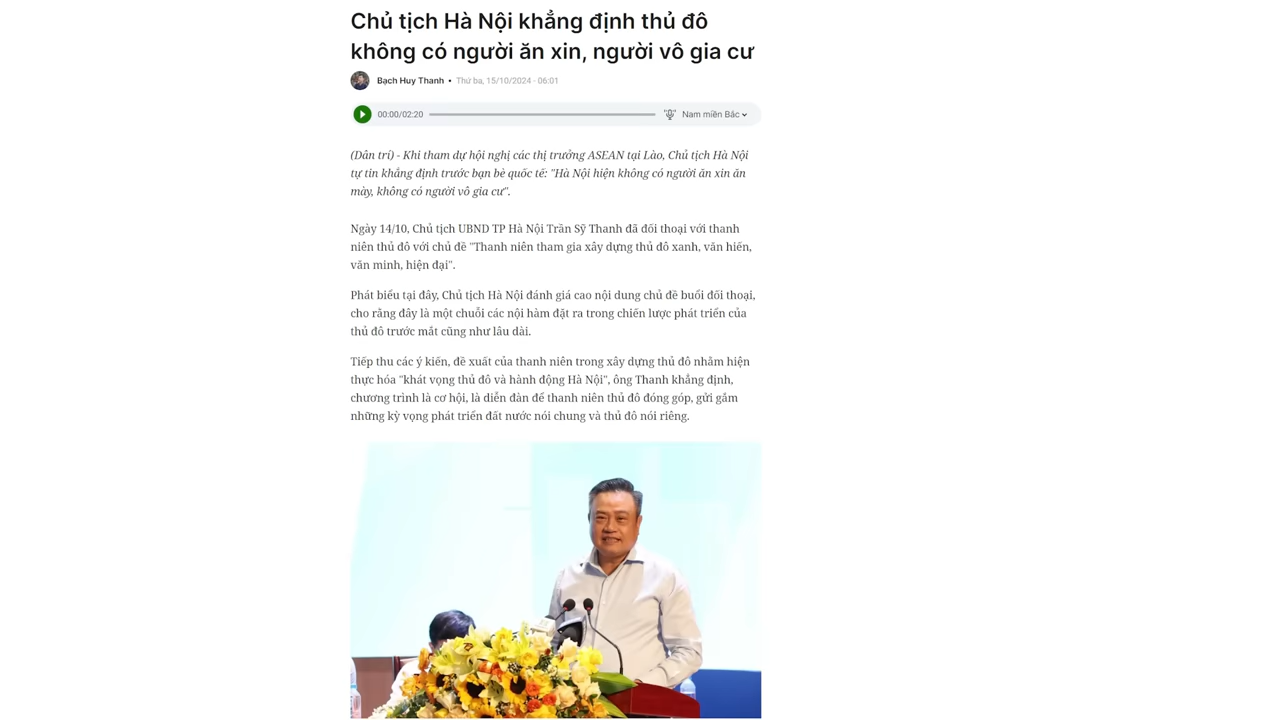 Chủ tịch Hà Nội khẳng định thủ đô
không có người ăn xin, người vô gia cư
Bạch Huy Thanh • Thứ ba, 15/10/2024 - 06:01
00:00/02:20 Nam miền Bắc
(Dân trí) - Khi tham dự hội nghị các thị trưởng ASEAN tại Lào, Chủ tịch Hà Nội
tự tin khẳng định trước bạn bè quốc tế: "Hà Nội hiện không có người ăn xin ăn
mày, không có người vô gia cư".
Ngày 14/10, Chủ tịch UBND TP Hà Nội Trần Sỹ Thanh đã đối thoại với thanh
niên thủ đô với chủ đề "Thanh niên tham gia xây dựng thủ đô xanh, văn hiến,
văn minh, hiện đại".
Phát biểu tại đây, Chủ tịch Hà Nội đánh giá cao nội dung chủ đề buổi đối thoại,
cho rằng đây là một chuỗi các nội hàm đặt ra trong chiến lược phát triển của
thủ đô trước mắt cũng như lâu dài.
Tiếp thu các ý kiến, đề xuất của thanh niên trong xây dựng thủ đô nhằm hiện
thực hóa "khát vọng thủ đô và hành động Hà Nội", ông Thanh khẳng định,
chương trình là cơ hội, là diễn đàn để thanh niên thủ đô đóng góp, gửi gắm
những kỳ vọng phát triển đất nước nói chung và thủ đô nói riêng.